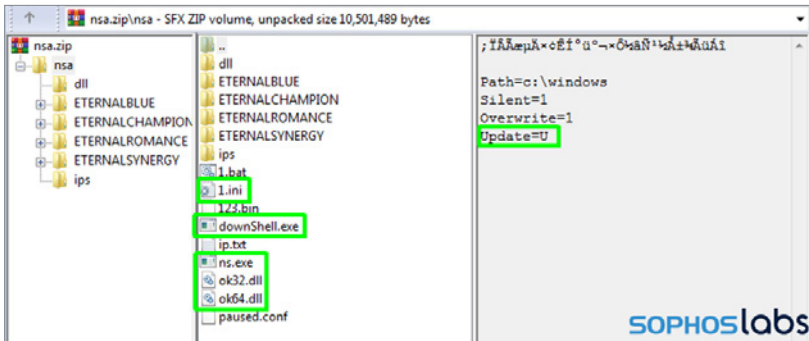 nsa.zip\nsa - SFX ZIP volume, unpacked size 10,501,489 bytes
nsa.zip
nsa
dll
ETERNALBLUE
ETERNALCHAMPION
ETERNALROMANCE
ETERNALSYNERGY
ips
..
dll
ETERNALBLUE
ETERNALCHAMPION
ETERNALROMANCE
ETERNALSYNERGY
ips
1.bat
1.ini
123.bin
downShell.exe
ip.txt
ns.exe
ok32.dll
ok64.dll
paused.conf
Path=c:\windows
Silent=1
Overwrite=1
Update=U
SOPHOSLabs